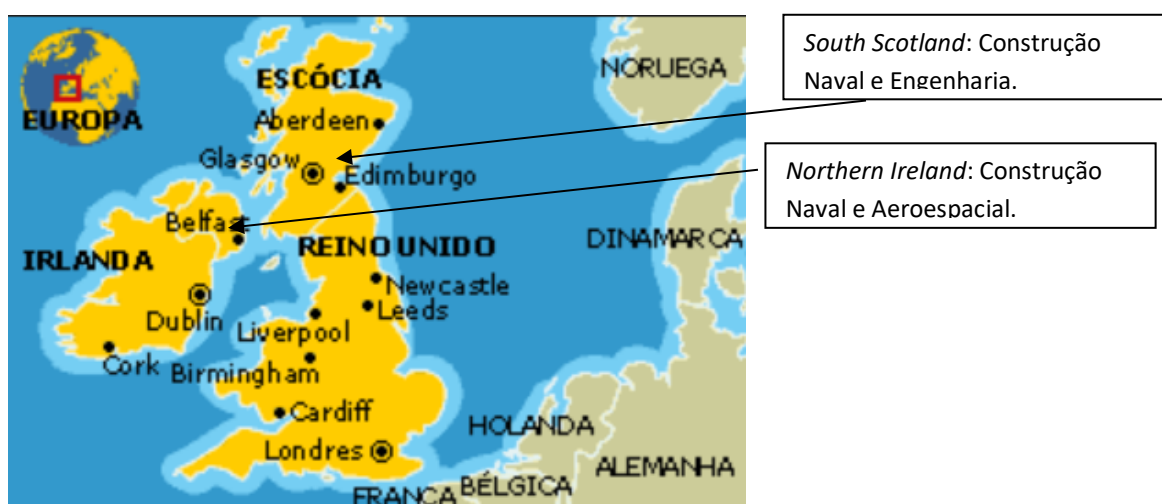 South Scotland: Construção
Naval e Engenharia.
NORUEGA
ESCÓCIA
EUROPA
Aberdeen
Glasgow
Edimburgo
Northern Ireland: Construção
Naval e Aeroespacial.
Belfast
REINO UNIDO
DINAMARCA
IRLANDA
Newcastle
Leeds
Dublin
Liverpool
Cork
Birmingham
Cardiff
HOLANDA
Londres
ALEMANHA
BÉLGICA
FRANÇA